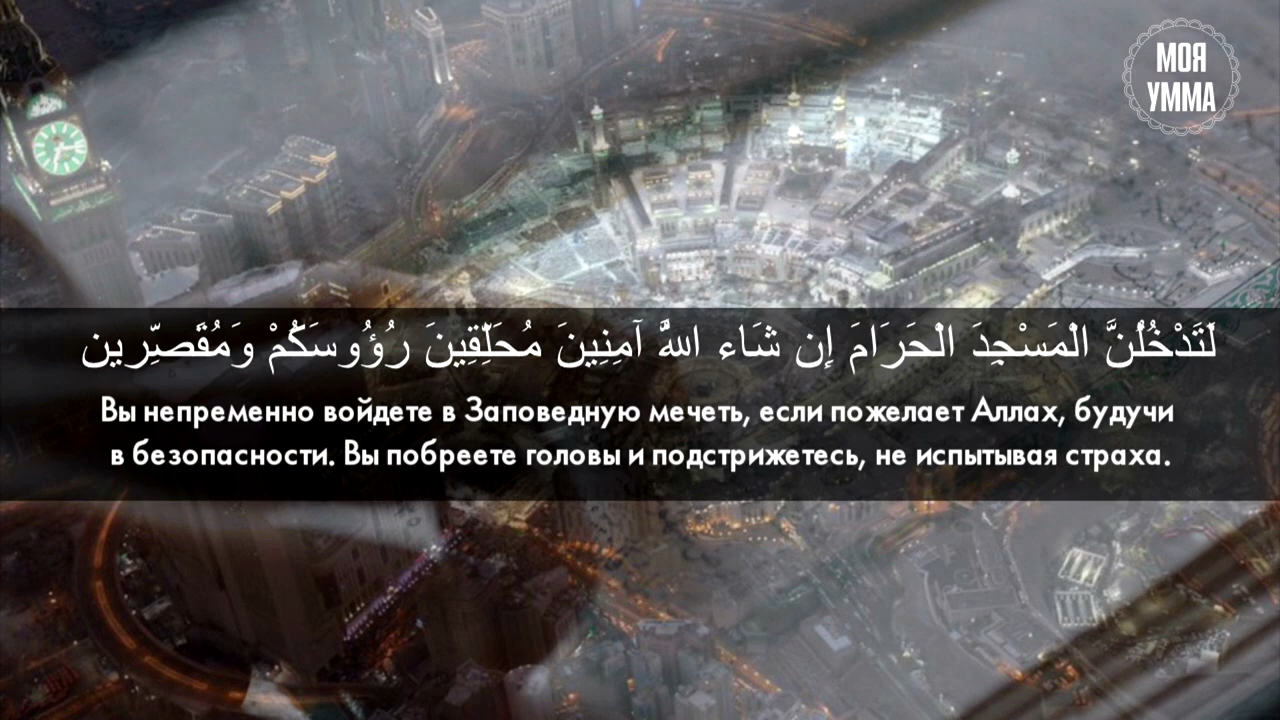 МОЯ
УММА
لَتَدْخُلُنَّ الْمَسْجِدَ الْحَرَامَ إِن شَاء اللَّهُ آمِنِينَ مُحَلِّقِينَ رُؤُوسَكُمْ وَمُقَصِّرِين
Вы непременно войдете в Заповедную мечеть, если пожелает Аллах, будучи
в безопасности. Вы побреете головы и подстрижетесь, не испытывая страха.